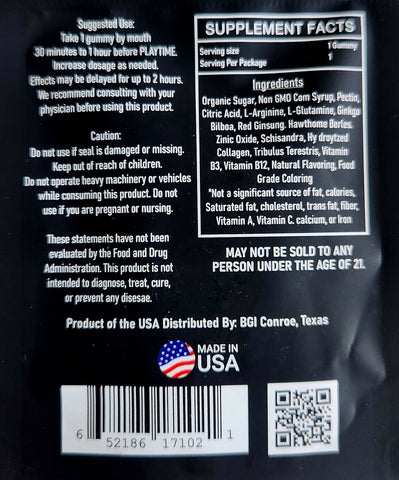 Suggested Use:
Take 1 gummy by mouth
30 minutes to 1 hour before PLAYTIME.
Increase dosage as needed.
Effects may be delayed for up to 2 hours.
We recommend consulting with your
physician before using this product.
Caution:
Do not use if seal is damaged or missing.
Keep out of reach of children.
Do not operate heavy machinery or vehicles
while consuming this product. Do not
use if you are pregnant or nursing.
These statements have not been
evaluated by the Food and Drug
Administration. This product is not
intended to diagnose, treat, cure,
or prevent any disesae.
SUPPLEMENT FACTS
Serving size 1 Gummy
Serving Per Package 1
Ingredients
Organic Sugar, Non GMO Corn Syrup, Pectin,
Citric Acid, L-Arginine, L-Glutamine, Ginkgo
Bilboa, Red Ginsung, Hawthorne Berles,
Zinic Oxide, Schisandra, Hy droytzed
Collagen, Tribulus Terestris, Vitamin
B3, Vitamin B12, Natural Flavoring, Food
Grade Coloring
*Not a significant source of fat, calories,
Saturated fat, cholesterol, trans fat, fiber,
Vitamin A, Vitamin C, calcium, or Iron
MAY NOT BE SOLD TO ANY
PERSON UNDER THE AGE OF 21.
Product of the USA Distributed By: BGI Conroe, Texas
MADE IN
USA
6 52186 17102 1